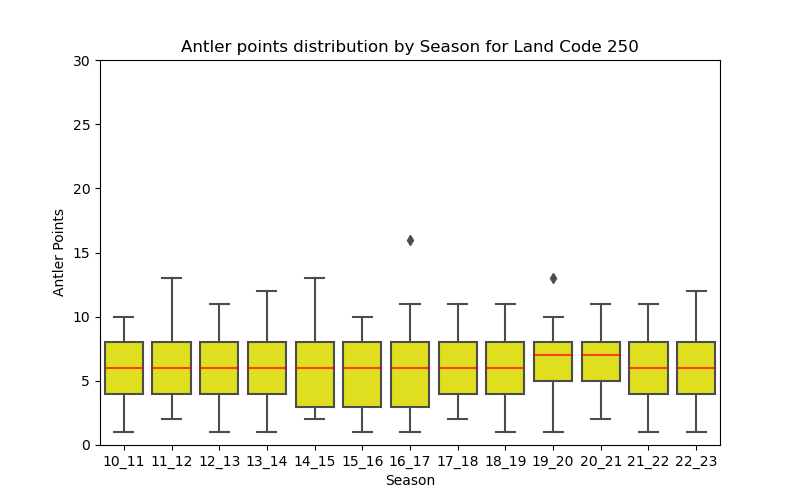 Antler points distribution by Season for Land Code 250
30
25
20
15
10
5
0
Antler Points
10_11 11_12 12_13 13_14 14_15 15_16 16_17 17_18 18_19 19_20 20_21 21_22 22_23
Season